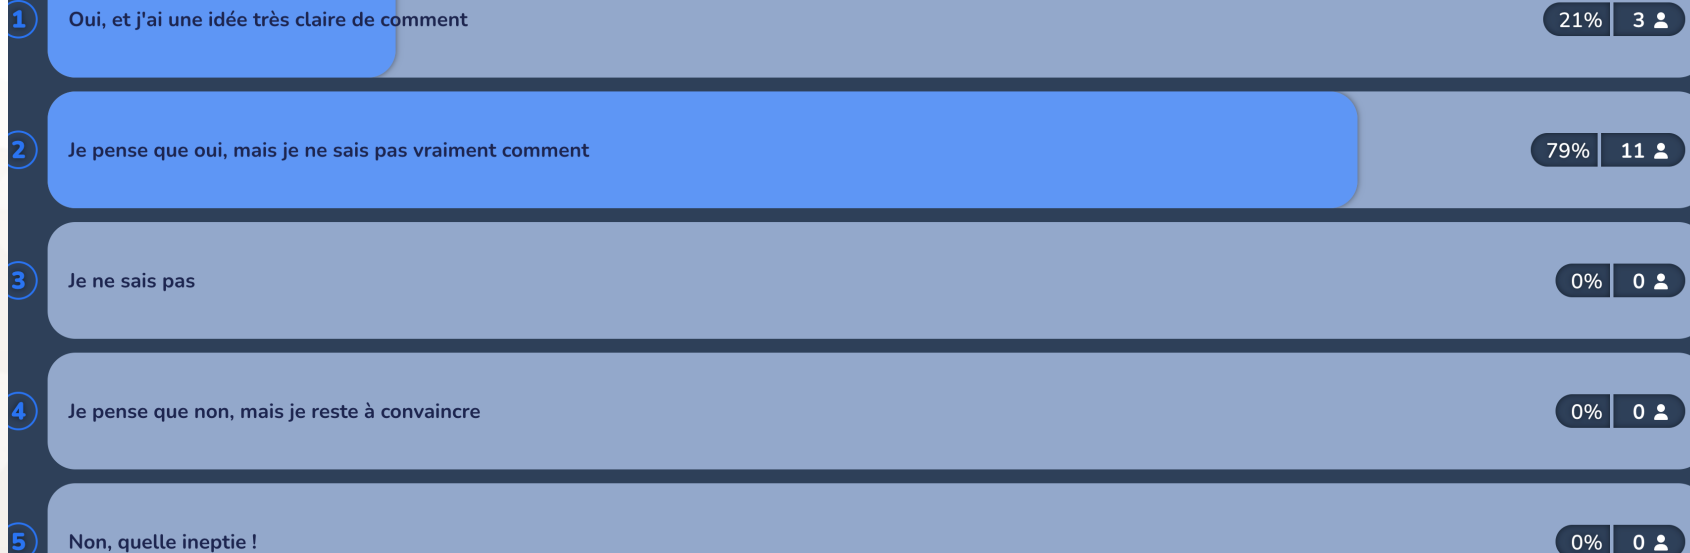 1 Oui, et j'ai une idée très claire de comment 21% 3
2 Je pense que oui, mais je ne sais pas vraiment comment 79% 11
3 Je ne sais pas 0% 0
4 Je pense que non, mais je reste à convaincre 0% 0
5 Non, quelle ineptie ! 0% 0